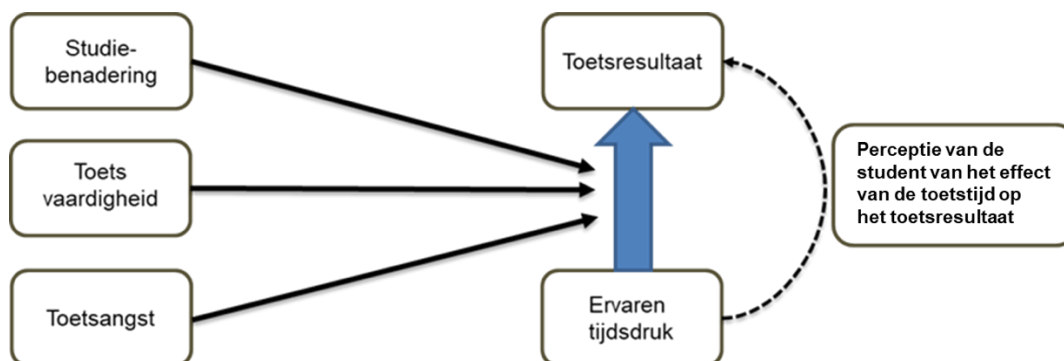 Studie-
benadering
Toetsresultaat
Toets
vaardigheid
Perceptie van de
student van het effect
van de toetstijd op
het toetsresultaat
Toetsangst
Ervaren
tijdsdruk